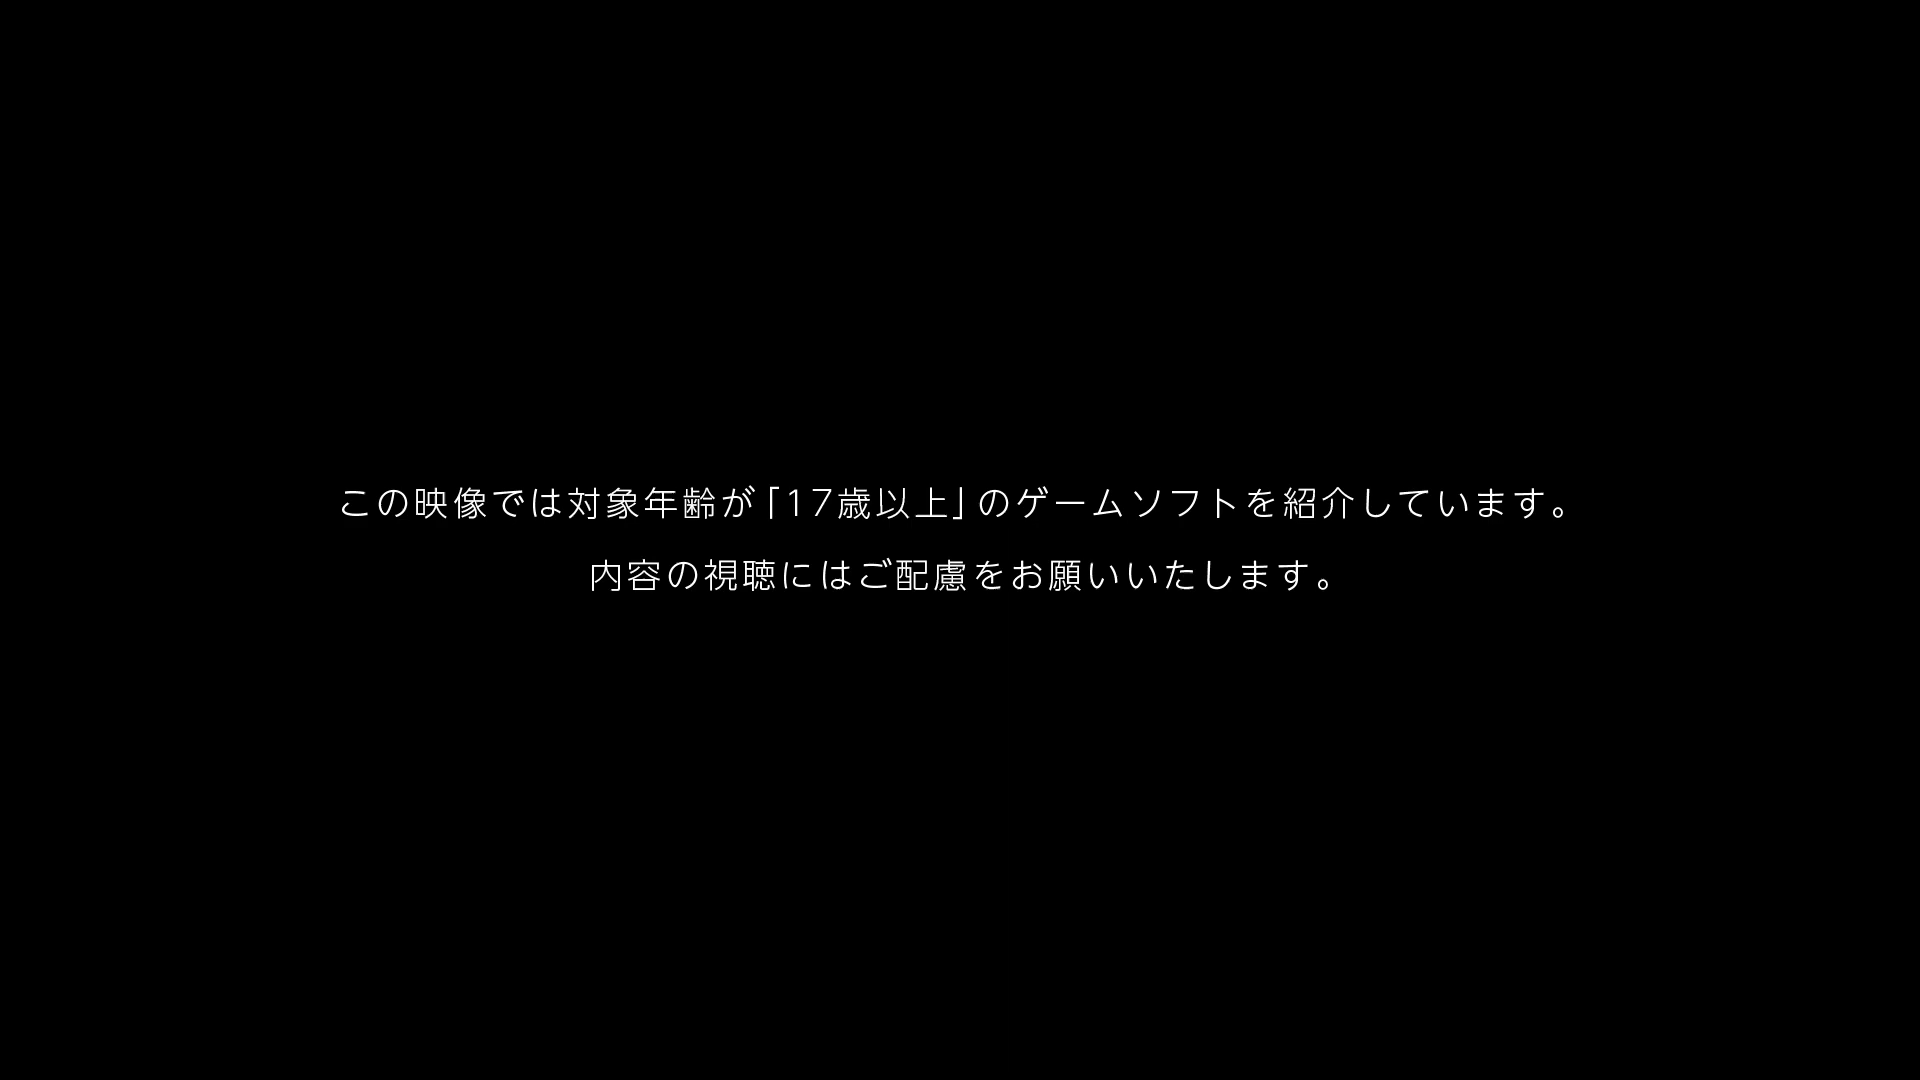 この映像では対象年齢が「17歳以上」のゲームソフトを紹介しています。
内容の視聴にはご配慮をお願いいたします。